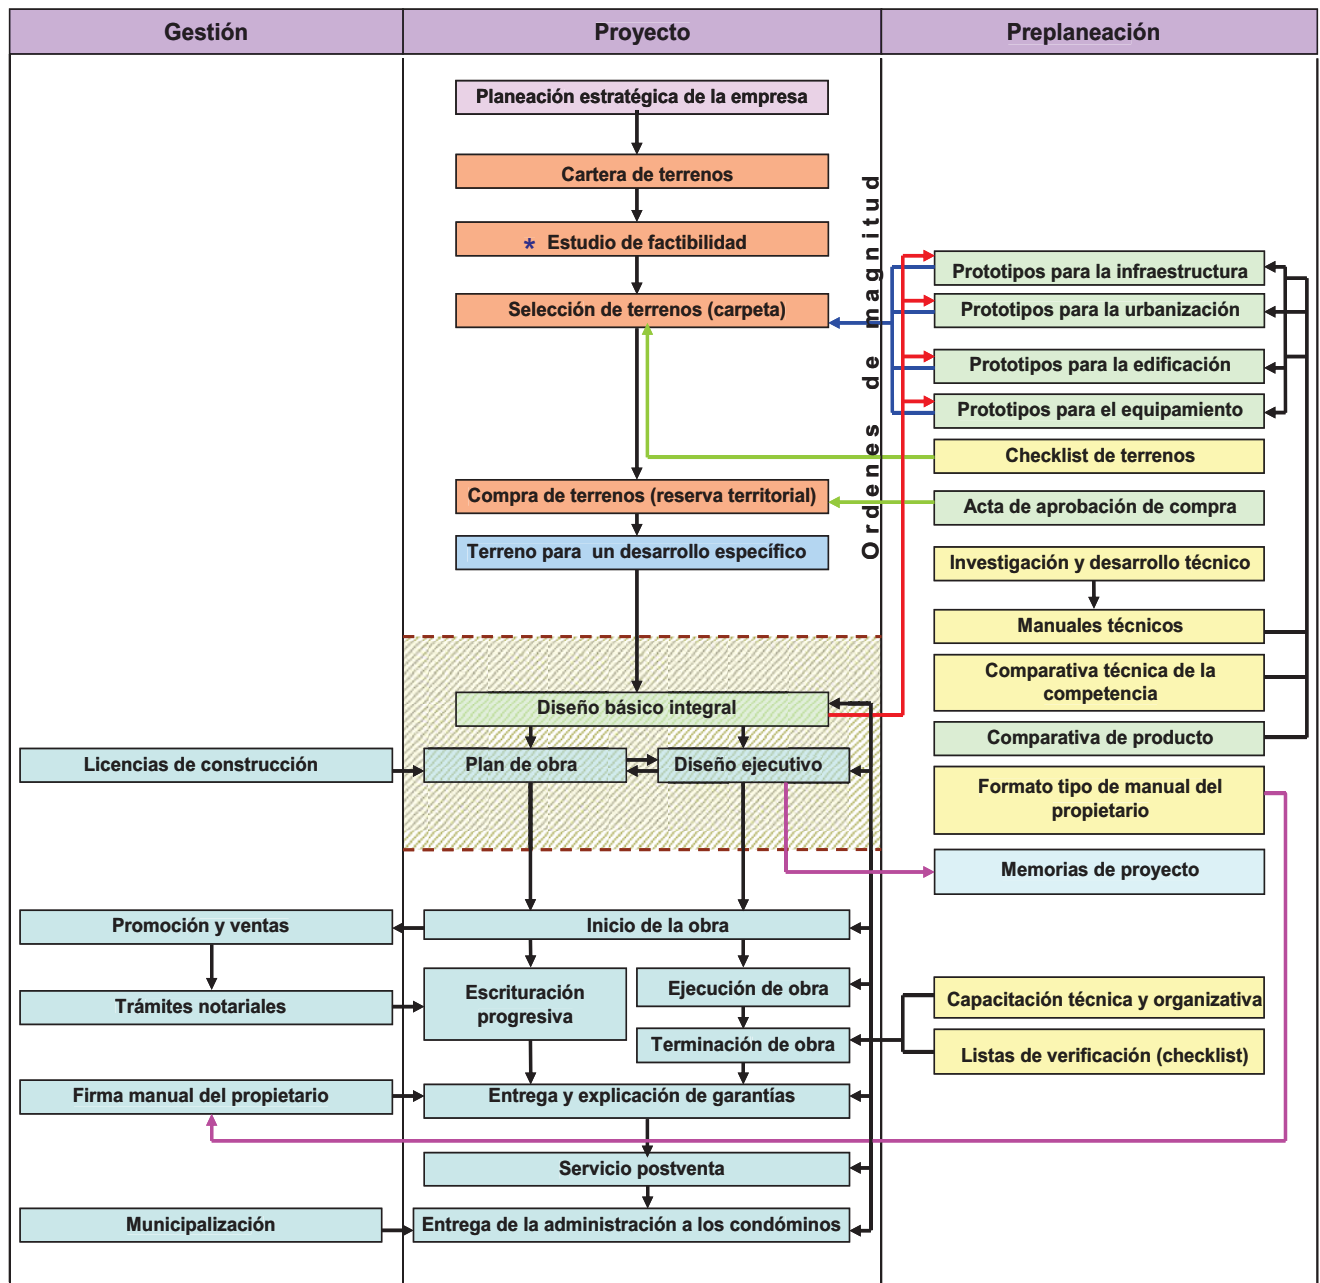 Gestión
Proyecto
Preplaneación
Planeación estratégica de la empresa
Cartera de terrenos
* Estudio de factibilidad
Selección de terrenos (carpeta)
Compra de terrenos (reserva territorial)
Terreno para un desarrollo específico
Ordenes de magnitud
Prototipos para la infraestructura
Prototipos para la urbanización
Prototipos para la edificación
Prototipos para el equipamiento
Checklist de terrenos
Acta de aprobación de compra
Investigación y desarrollo técnico
Manuales técnicos
Comparativa técnica de la
competencia
Comparativa de producto
Formato tipo de manual del
propietario
Memorias de proyecto
Diseño básico integral
Licencias de construcción
Plan de obra
Diseño ejecutivo
Promoción y ventas
Inicio de la obra
Trámites notariales
Escrituración
progresiva
Ejecución de obra
Terminación de obra
Capacitación técnica y organizativa
Listas de verificación (checklist)
Firma manual del propietario
Entrega y explicación de garantías
Servicio postventa
Municipalización
Entrega de la administración a los condóminos